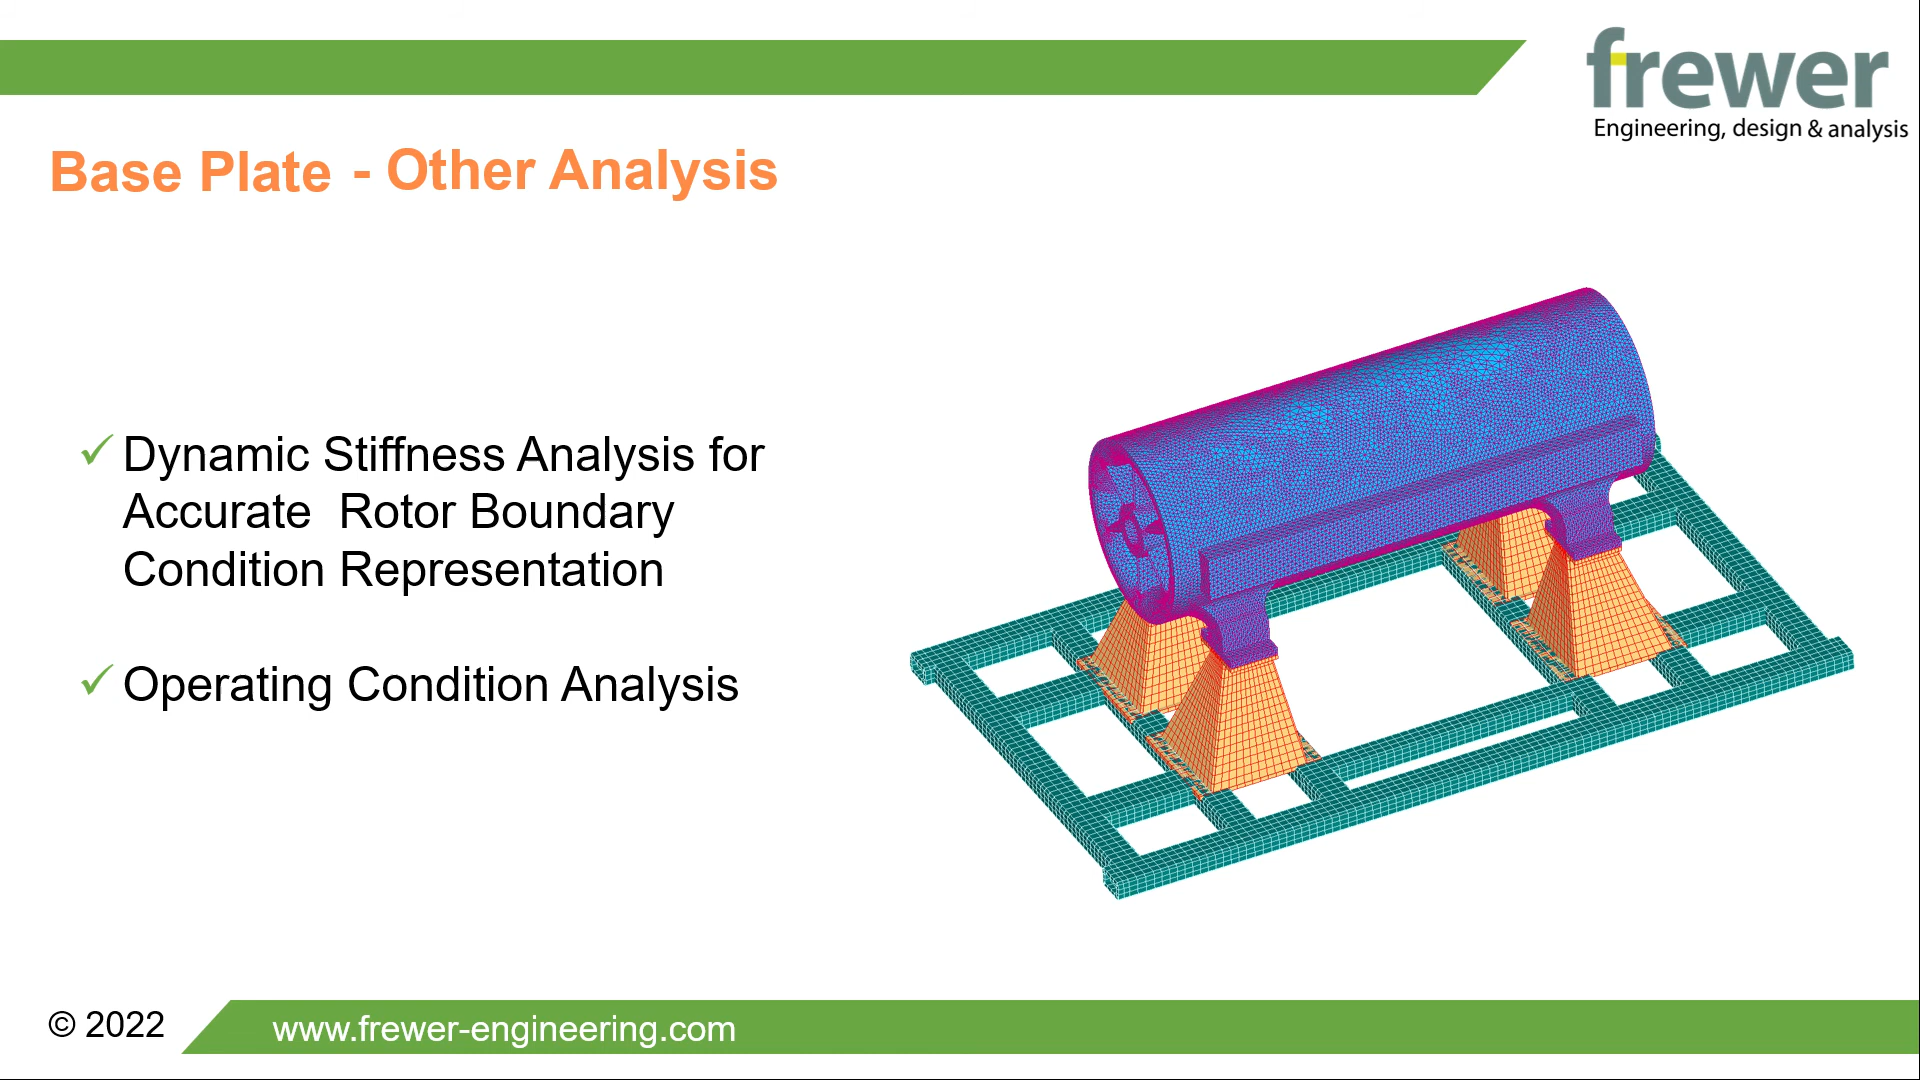 frewer
Engineering, design & analysis
Base Plate - Other Analysis
✓ Dynamic Stiffness Analysis for
Accurate  Rotor Boundary
Condition Representation
✓ Operating Condition Analysis
© 2022
www.frewer-engineering.com